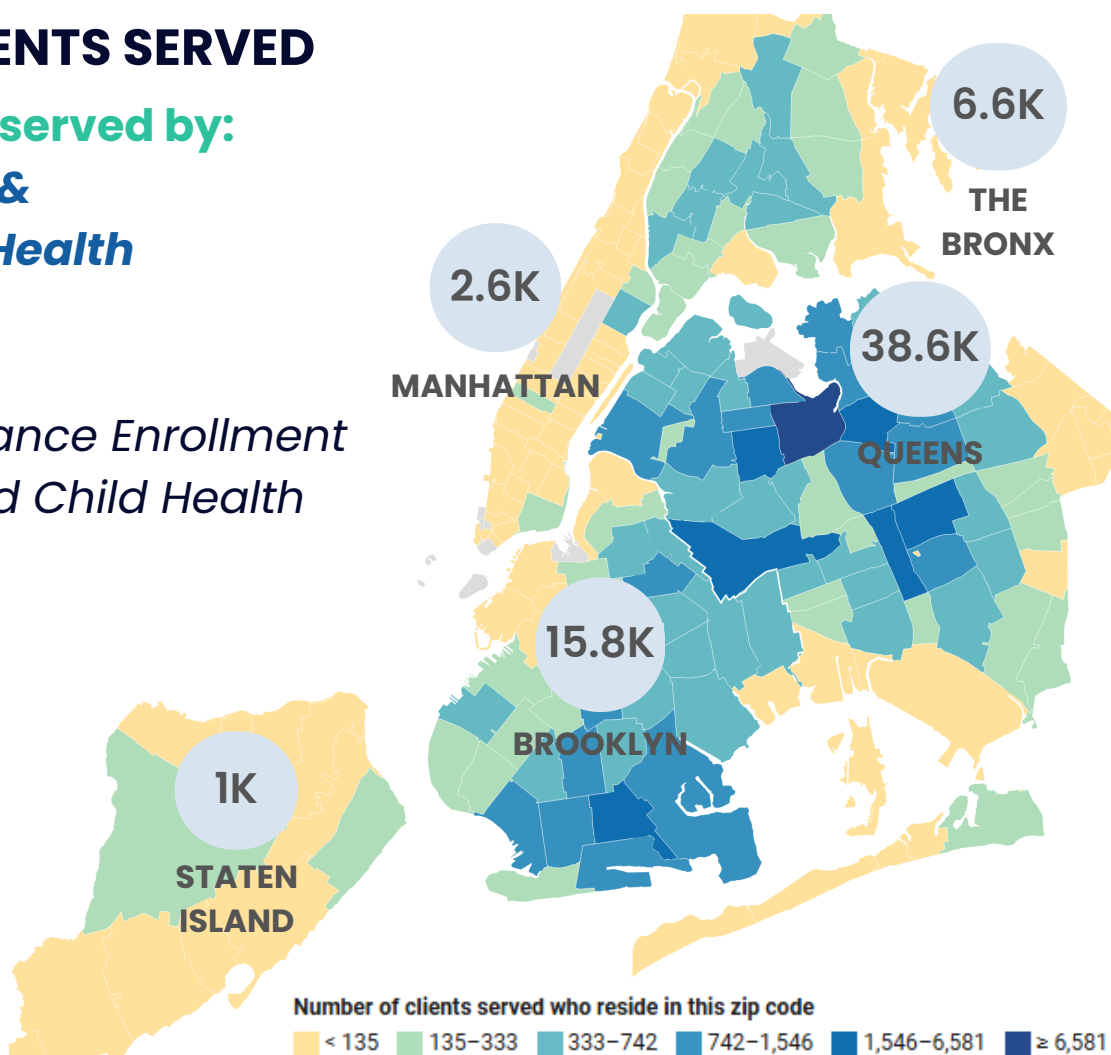 ENTS SERVED
served by:
&
Health
ance Enrollment
d Child Health
6.6K
THE
BRONX
2.6K
MANHATTAN
38.6K
QUEENS
15.8K
BROOKLYN
1K
STATEN
ISLAND
Number of clients served who reside in this zip code
< 135 135–333 333–742 742–1,546 1,546–6,581 ≥ 6,581